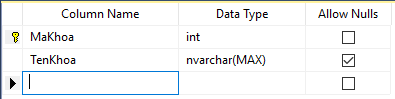 Column Name Data Type Allow Nulls
MaKhoa int
TenKhoa nvarchar(MAX)